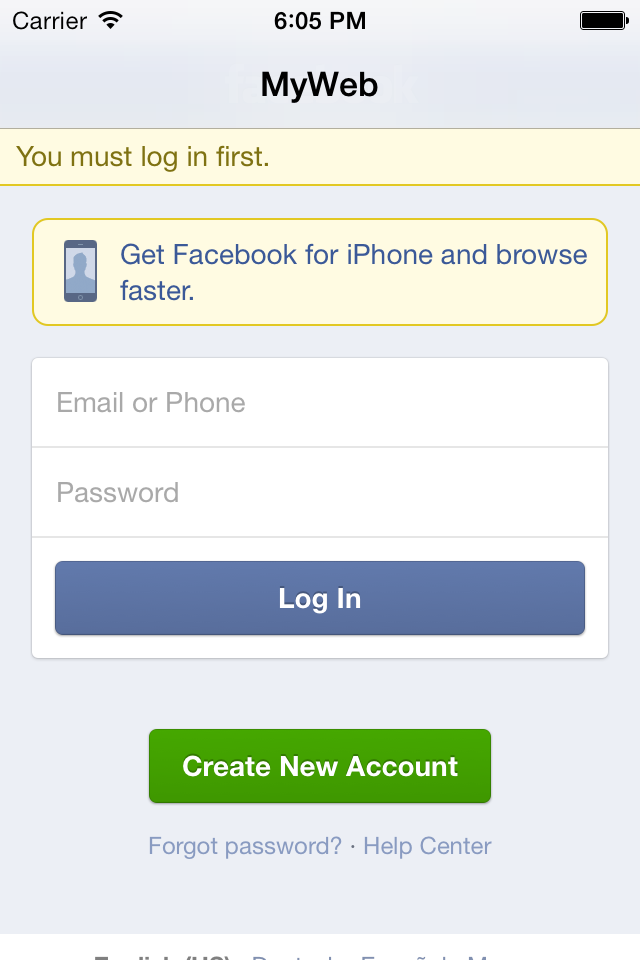 Carrier 6:05 PM
MyWeb
You must log in first.
Get Facebook for iPhone and browse
faster.
Email or Phone
Password
Log In
Create New Account
Forgot password? · Help Center